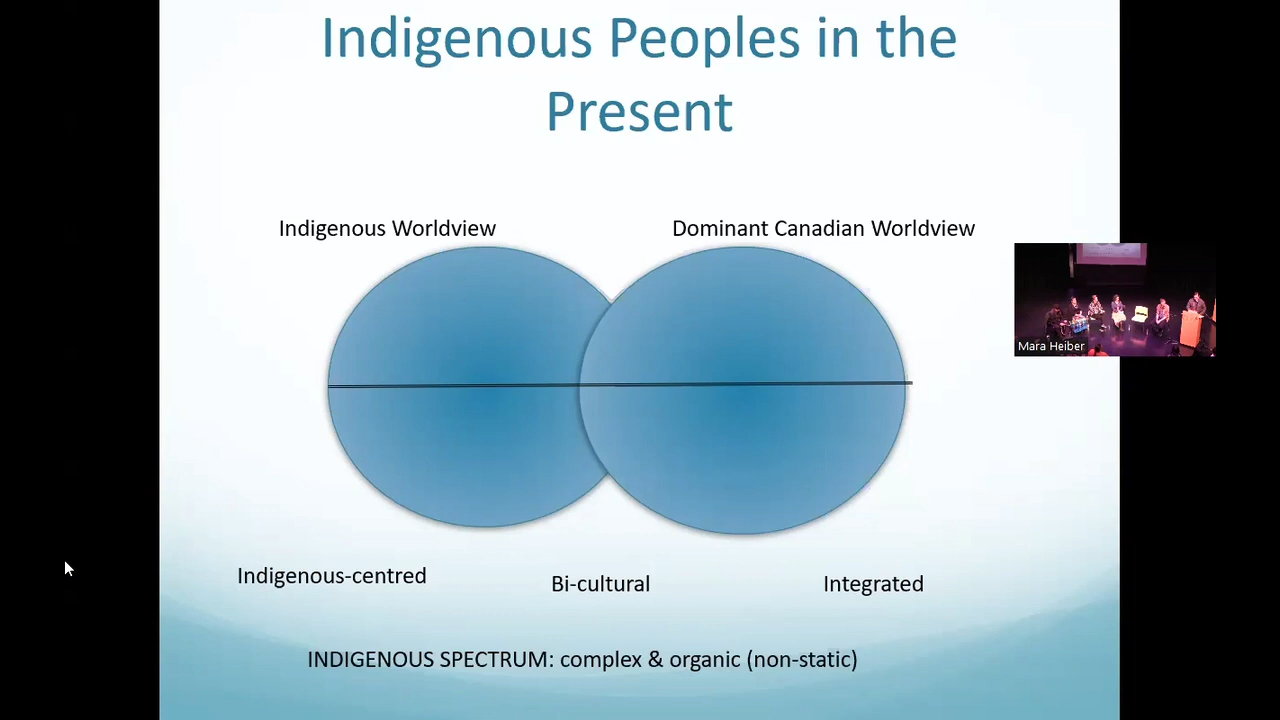 Indigenous Peoples in the
Present
Indigenous Worldview
Dominant Canadian Worldview
Mara Heiber
Indigenous-centred
Bi-cultural
Integrated
INDIGENOUS SPECTRUM: complex & organic (non-static)